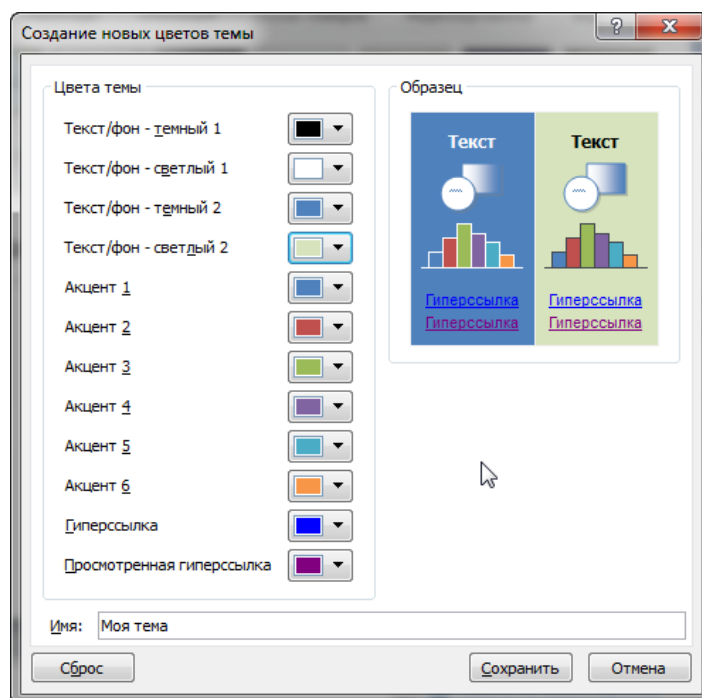 Создание новых цветов темы
?
Цвета темы
Текст/фон - темный 1
Текст/фон - светлый 1
Текст/фон - темный 2
Текст/фон - светлый 2
Акцент 1
Акцент 2
Акцент 3
Акцент 4
Акцент 5
Акцент 6
Гиперссылка
Просмотренная гиперссылка
Образец
Текст Текст
Гиперссылка Гиперссылка
Гиперссылка Гиперссылка
Имя: Моя тема
Сброс Сохранить Отмена